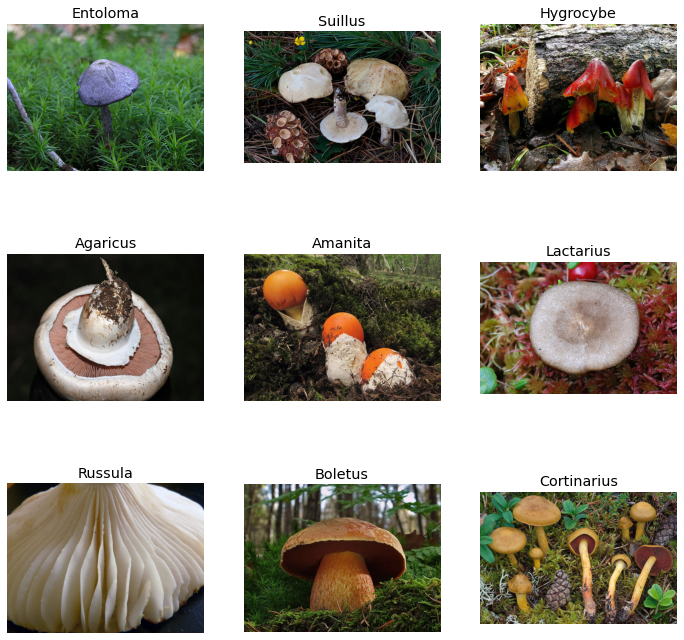 Entoloma
Suillus
Hygrocybe
Agaricus
Amanita
Lactarius
Russula
Boletus
Cortinarius